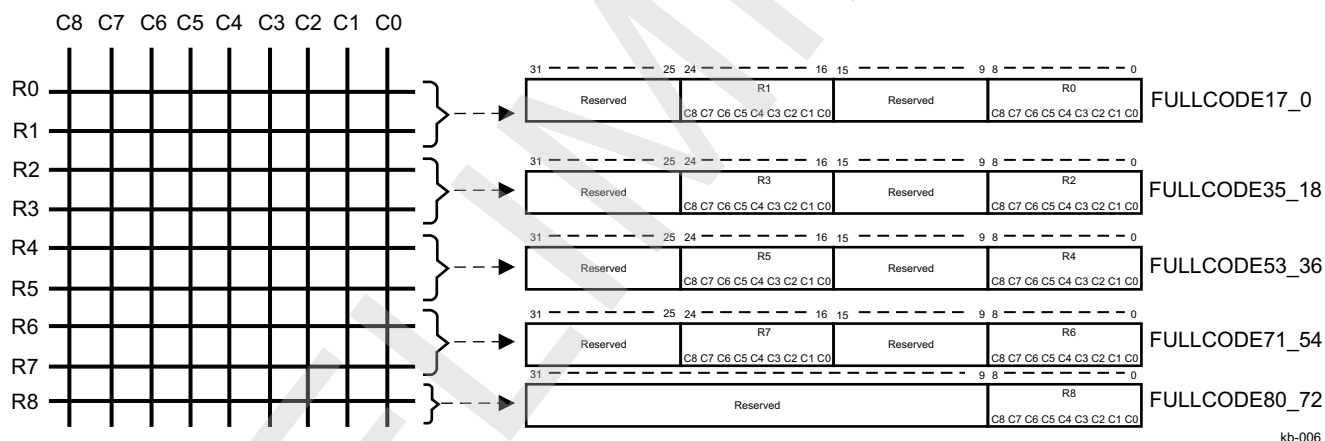 C8 C7 C6 C5 C4 C3 C2 C1 C0
R0
R1
R2
R3
R4
R5
R6
R7
R8
31 25 24 16 15 9 8 0
Reserved R1 Reserved R0
C8 C7 C6 C5 C4 C3 C2 C1 C0 C8 C7 C6 C5 C4 C3 C2 C1 C0
FULLCODE17_0
31 25 24 16 15 9 8 0
Reserved R3 Reserved R2
C8 C7 C6 C5 C4 C3 C2 C1 C0 C8 C7 C6 C5 C4 C3 C2 C1 C0
FULLCODE35_18
31 25 24 16 15 9 8 0
Reserved R5 Reserved R4
C8 C7 C6 C5 C4 C3 C2 C1 C0 C8 C7 C6 C5 C4 C3 C2 C1 C0
FULLCODE53_36
31 25 24 16 15 9 8 0
Reserved R7 Reserved R6
C8 C7 C6 C5 C4 C3 C2 C1 C0 C8 C7 C6 C5 C4 C3 C2 C1 C0
FULLCODE71_54
31 9 8 0
Reserved R8
C8 C7 C6 C5 C4 C3 C2 C1 C0
FULLCODE80_72
kb-006